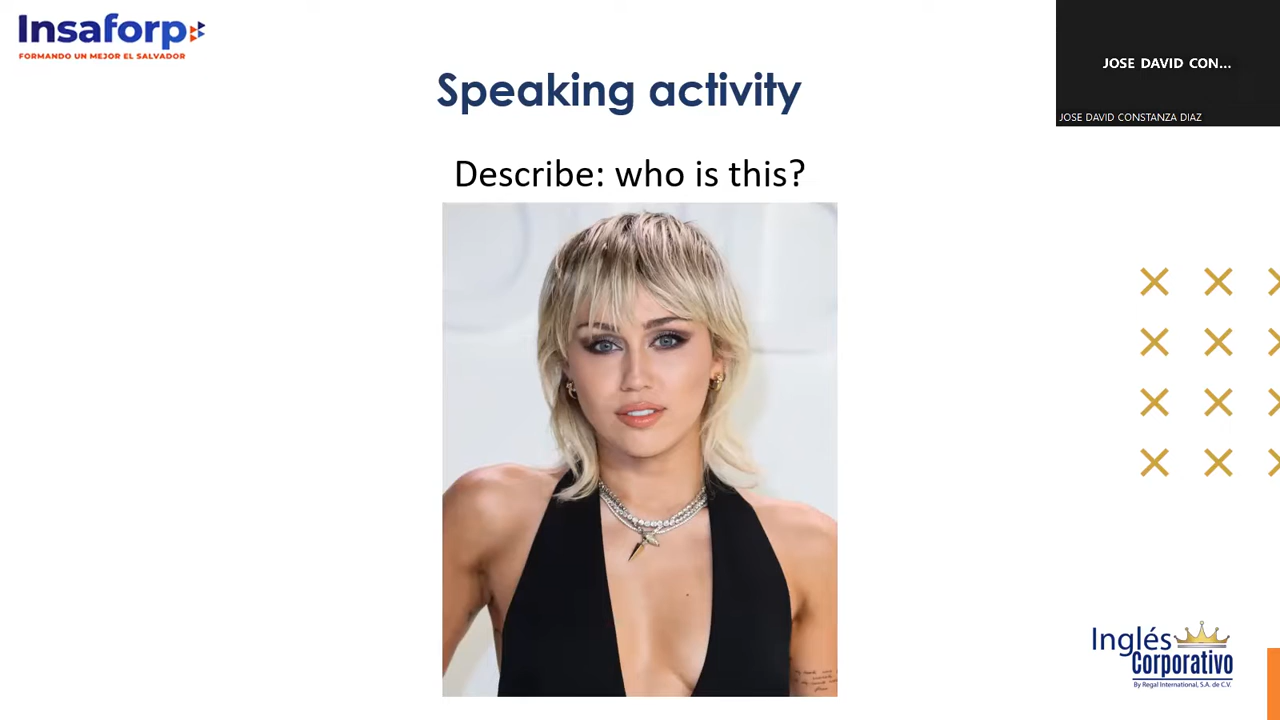 Insaforp
FORMANDO UN MEJOR EL SALVADOR
JOSE DAVID CON...
JOSE DAVID CONSTANZA DIAZ
Speaking activity
Describe: who is this?
Inglés
Corporativo
By Regal International, S.A. de C.V.